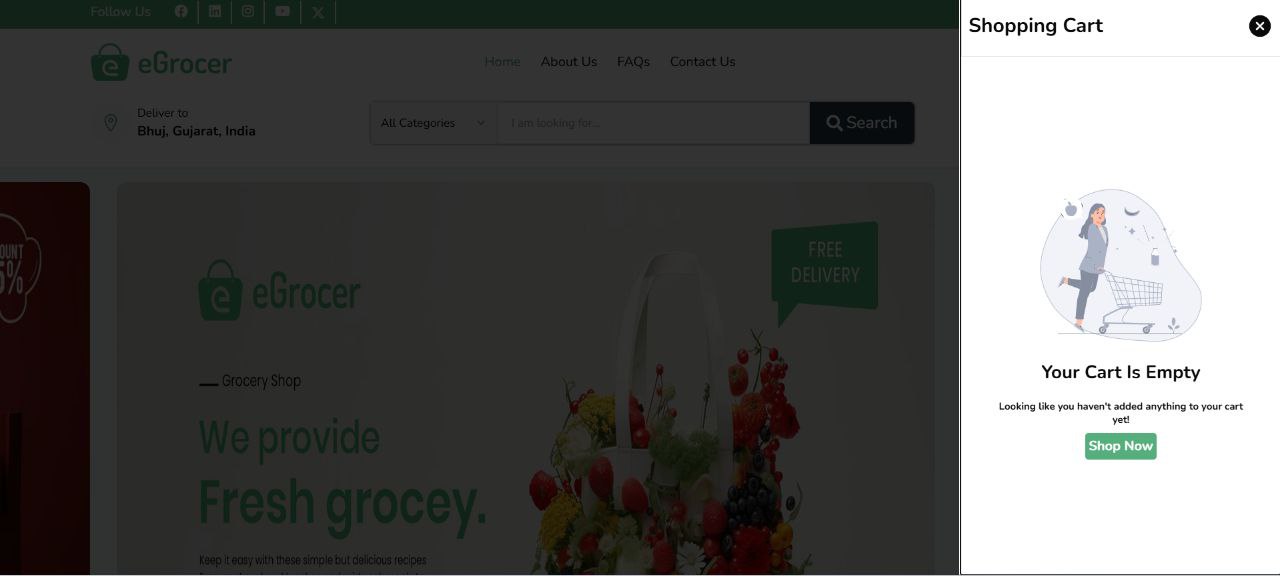 Follow Us
eGrocer
Home About Us FAQs Contact Us
Deliver to
Bhuj, Gujarat, India
All Categories
I am looking for...
Search
5%
FREE
DELIVERY
eGrocer
Grocery Shop
We provide
Fresh grocey.
Keep it easy with these simple but delicious recipes
Shopping Cart
Your Cart Is Empty
Looking like you haven't added anything to your cart
yet!
Shop Now